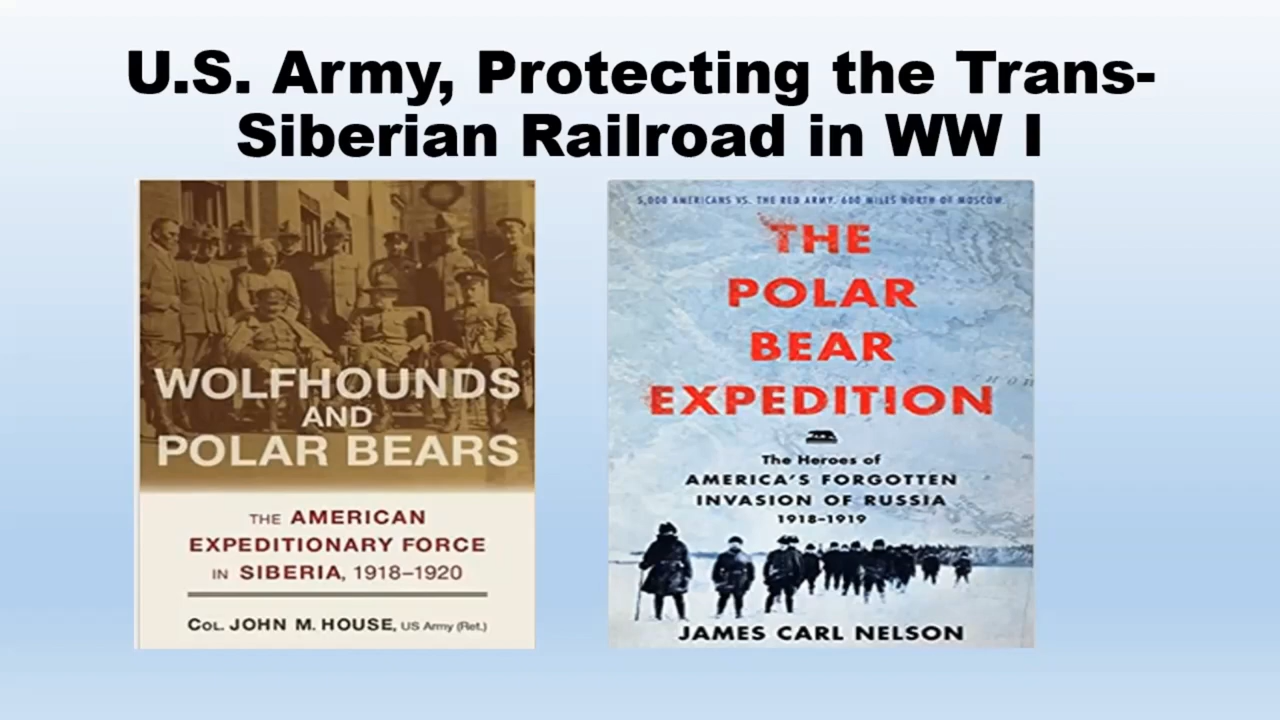 U.S. Army, Protecting the Trans-
Siberian Railroad in WW I
WOLFHOUNDS
AND
POLAR BEARS
THE AMERICAN
EXPEDITIONARY FORCE
IN SIBERIA, 1918–1920
COL. JOHN M. HOUSE, US Army (Ret.)
5,000 AMERICANS VS. THE RED ARMY. 600 MILES NORTH OF MOSCOW
THE
POLAR
BEAR
EXPEDITION
The Heroes of
AMERICA'S FORGOTTEN
INVASION OF RUSSIA
1918–1919
JAMES CARL NELSON